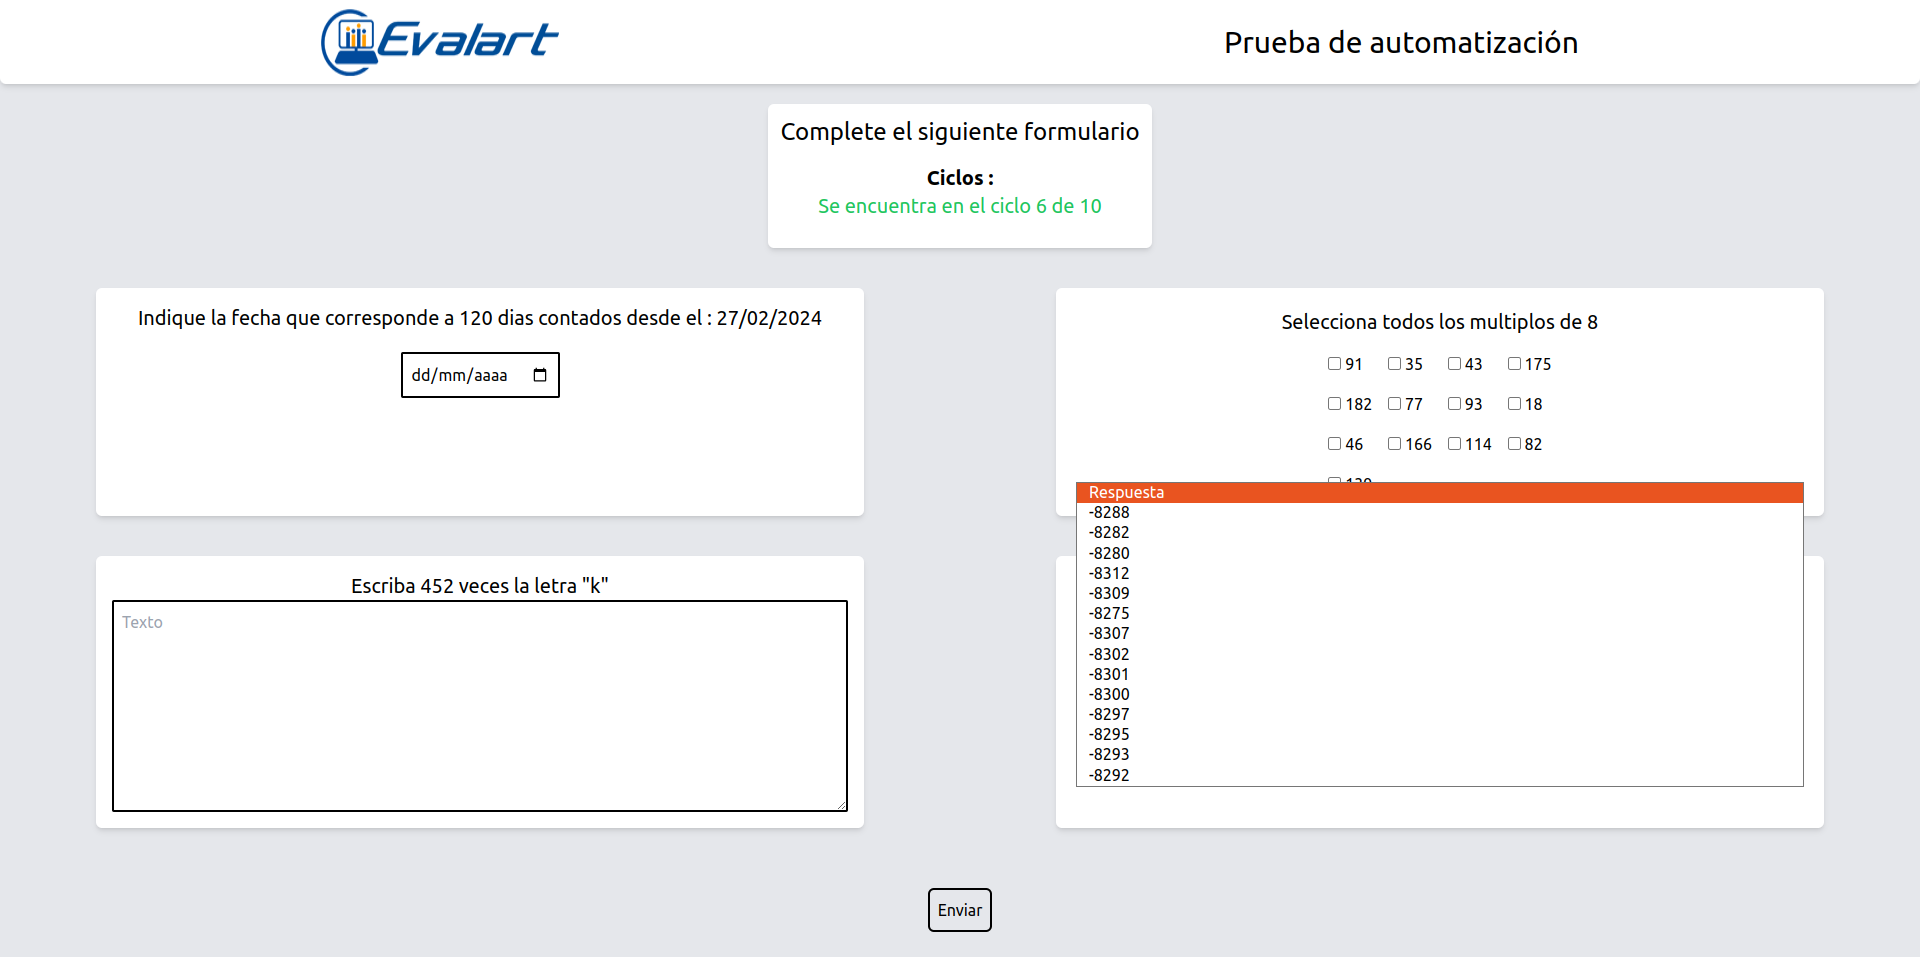 Evalart
Prueba de automatización
Complete el siguiente formulario
Ciclos :
Se encuentra en el ciclo 6 de 10
Indique la fecha que corresponde a 120 dias contados desde el : 27/02/2024
dd/mm/aaaa
Selecciona todos los multiplos de 8
91 35 43 175
182 77 93 18
46 166 114 82
Respuesta
-8288
-8282
-8280
-8312
-8309
-8275
-8307
-8302
-8301
-8300
-8297
-8295
-8293
-8292
Escriba 452 veces la letra "k"
Texto
Enviar